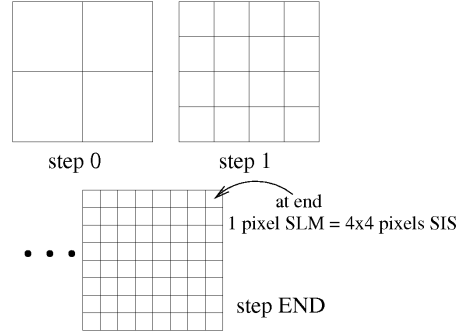 step 0
step 1
at end
1 pixel SLM = 4x4 pixels SIS
step END